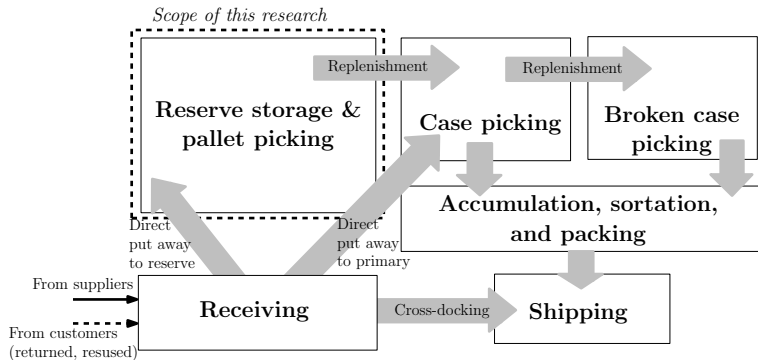 Scope of this research
Replenishment
Replenishment
Reserve storage &
pallet picking
Case picking
Broken case
picking
Direct
put away
to reserve
Direct
put away
to primary
Accumulation, sortation,
and packing
From suppliers
Receiving
Cross-docking
Shipping
From customers
(returned, resused)